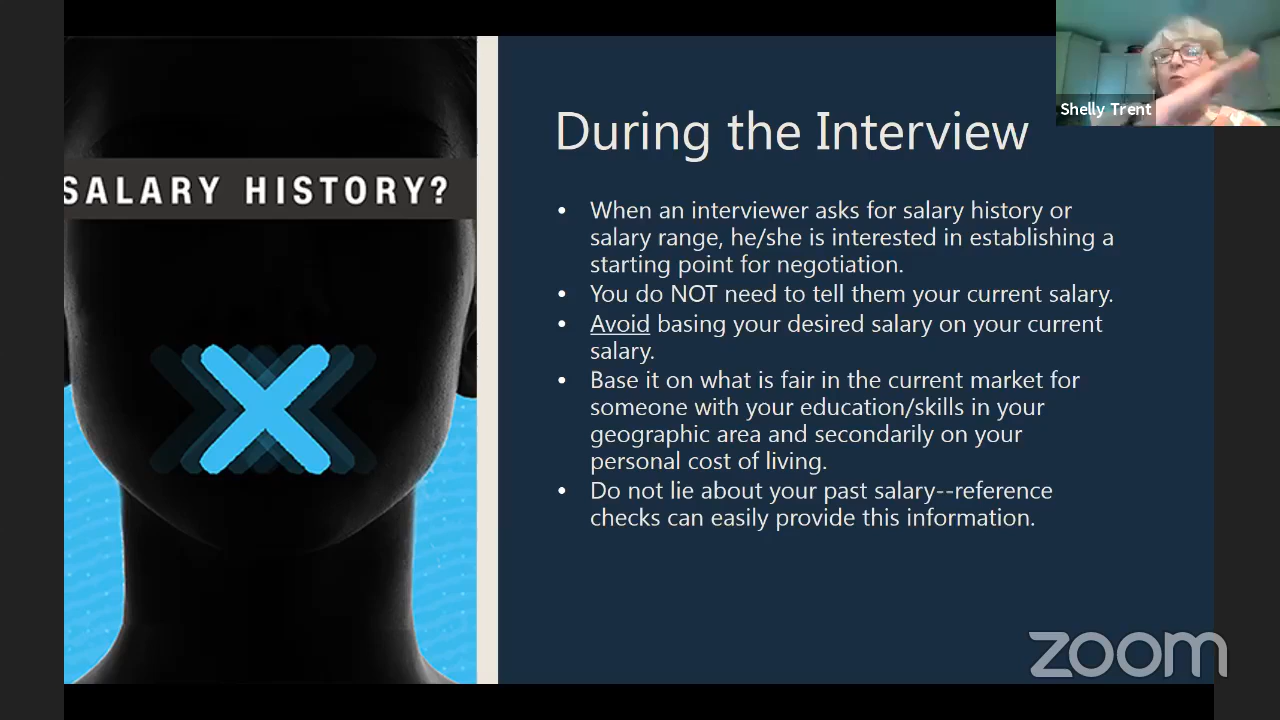 Shelly Trent
SALARY HISTORY?
During the Interview
• When an interviewer asks for salary history or
salary range, he/she is interested in establishing a
starting point for negotiation.
• You do NOT need to tell them your current salary.
• Avoid basing your desired salary on your current
salary.
• Base it on what is fair in the current market for
someone with your education/skills in your
geographic area and secondarily on your
personal cost of living.
• Do not lie about your past salary--reference
checks can easily provide this information.
zoom